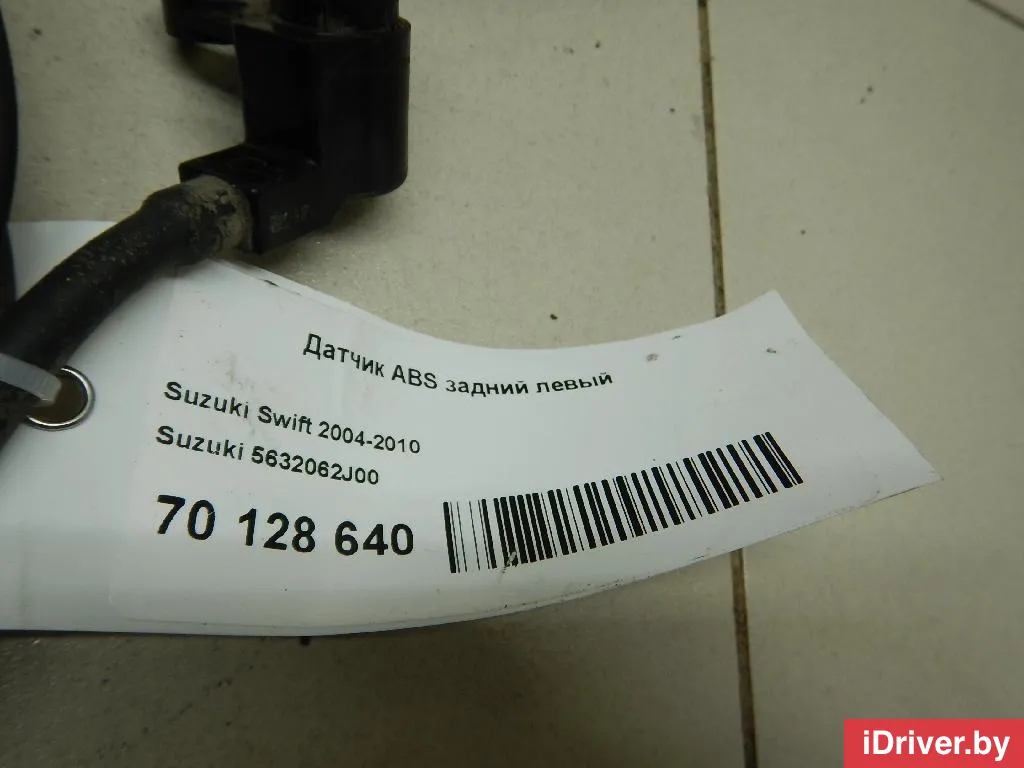 Датчик ABS задний левый
Suzuki Swift 2004-2010
Suzuki 5632062J00
70 128 640
iDriver.by